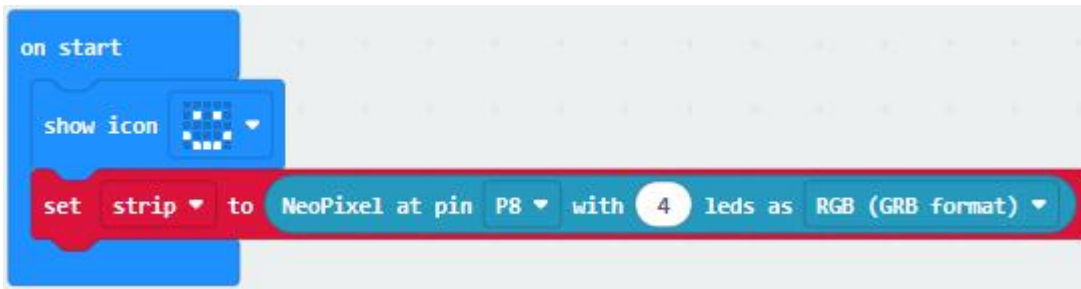 on start
show icon
set strip to NeoPixel at pin P8 with 4 leds as RGB (GRB format)